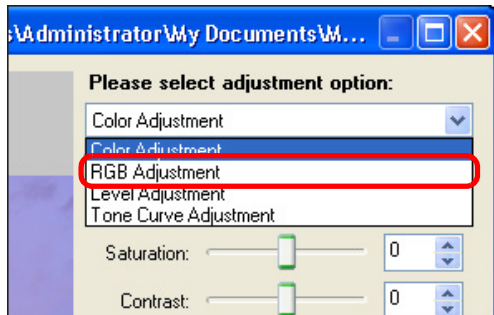 s\Administrator\My Documents\M...
Please select adjustment option:
Color Adjustment
Color Adjustment
RGB Adjustment
Level Adjustment
Tone Curve Adjustment
Saturation: 0
Contrast: 0